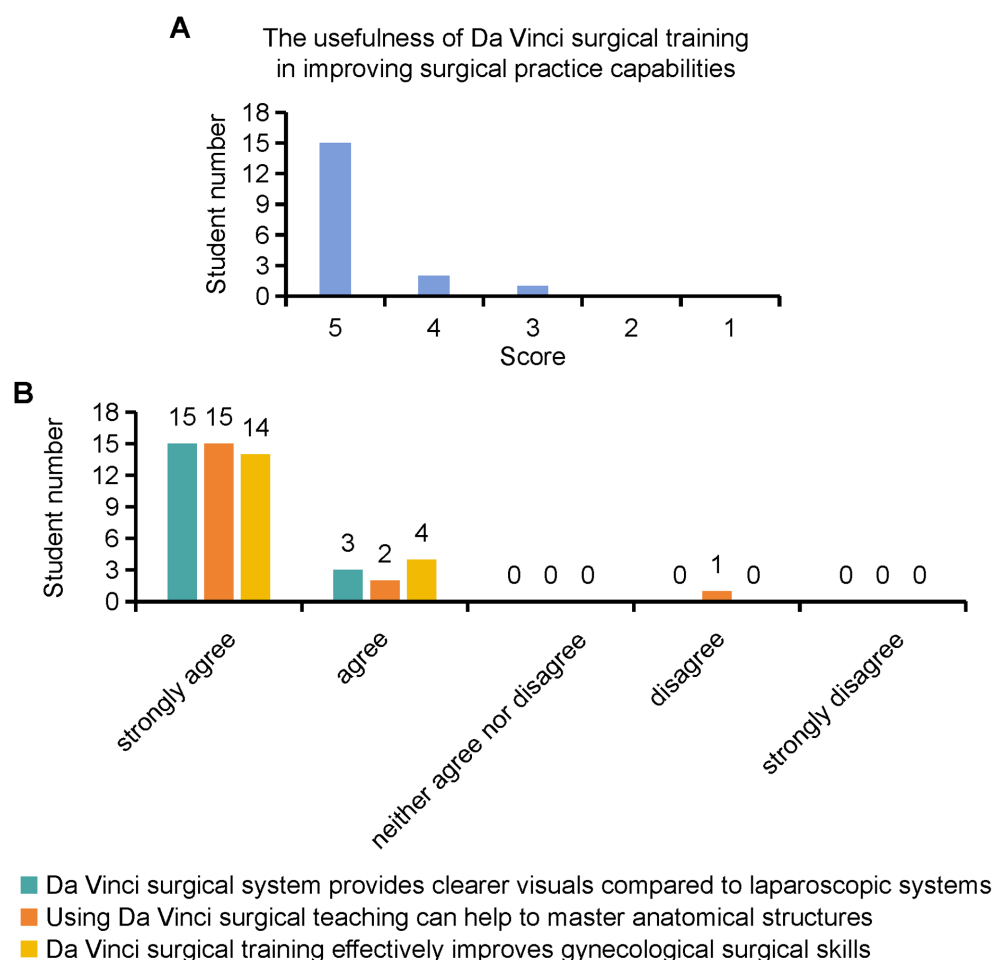 A
The usefulness of Da Vinci surgical training
in improving surgical practice capabilities
Student number
18
15
12
9
6
3
0
5 4 3 2 1
Score
B
Student number
18
15
12
9
6
3
0
15 15 14
3 2 4
0 0 0
0 1 0
0 0 0
strongly agree
agree
neither agree nor disagree
disagree
strongly disagree
Da Vinci surgical system provides clearer visuals compared to laparoscopic systems
Using Da Vinci surgical teaching can help to master anatomical structures
Da Vinci surgical training effectively improves gynecological surgical skills